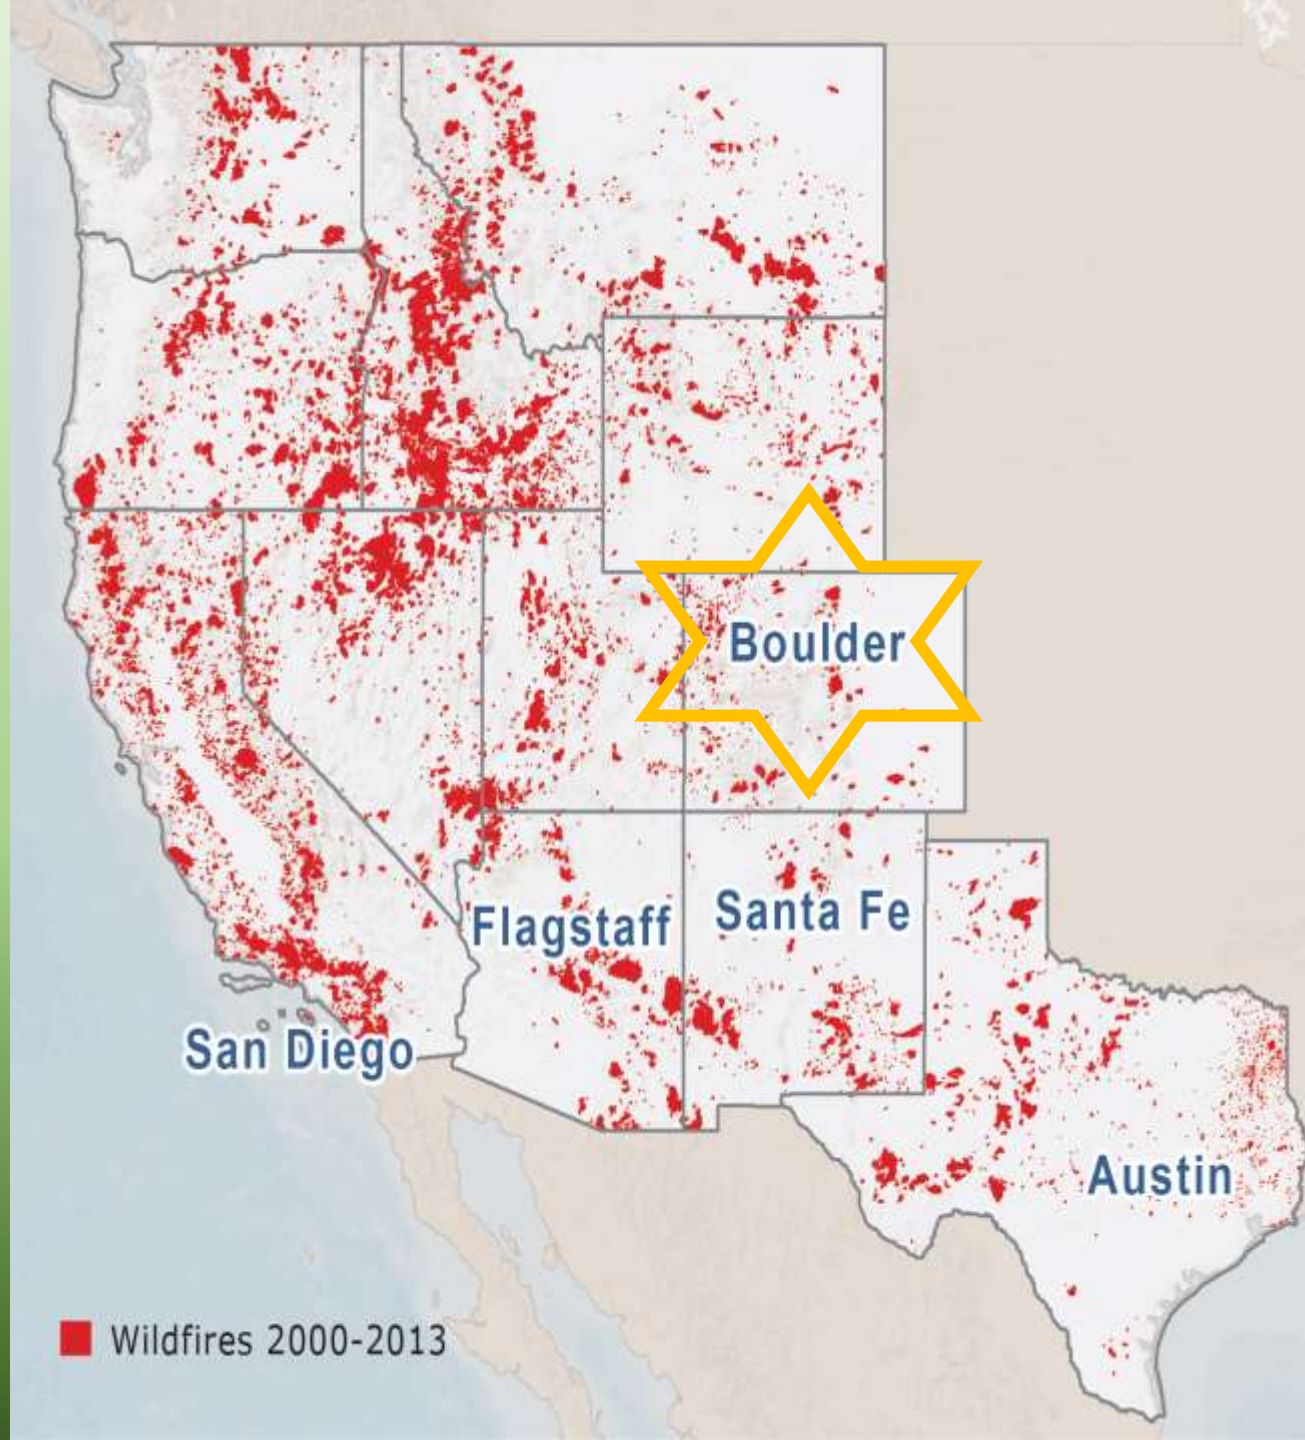 Boulder
Flagstaff
Santa Fe
San Diego
Austin
Wildfires 2000-2013